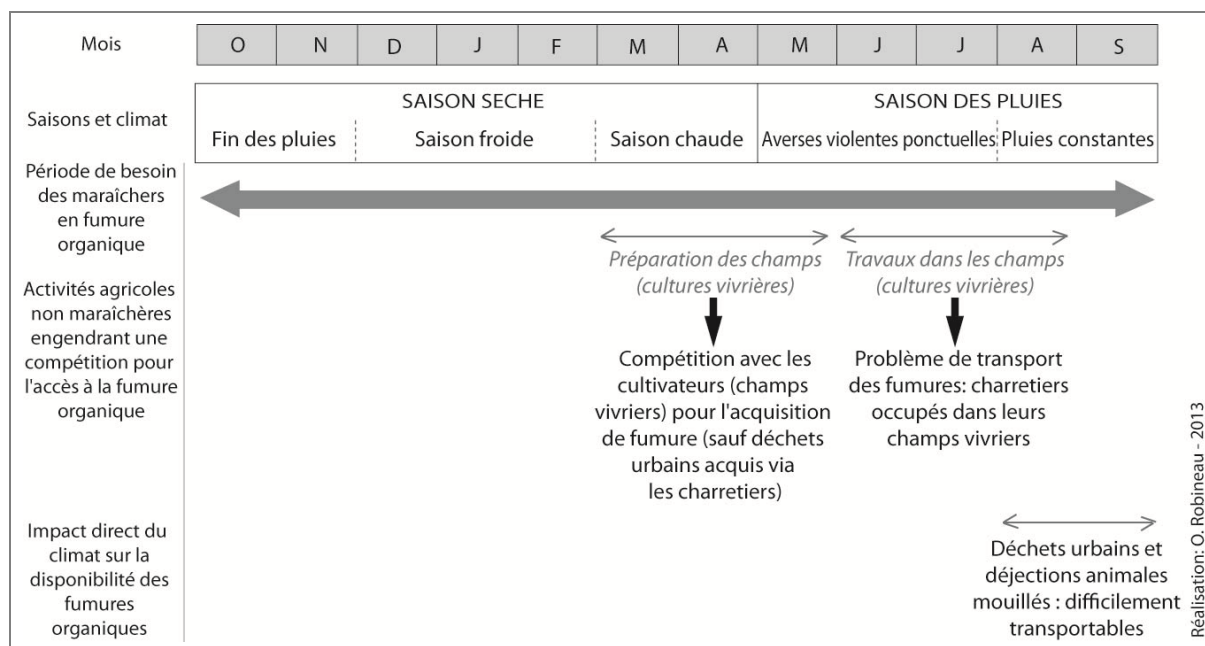 Mois
O N D J F M A M J J A S
Saisons et climat
SAISON SECHE
SAISON DES PLUIES
Fin des pluies
Saison froide
Saison chaude
Averses violentes ponctuelles
Pluies constantes
Période de besoin
des maraîchers
en fumure
organique
Activités agricoles
non maraîchères
engendrant une
compétition pour
l'accès à la fumure
organique
Préparation des champs
(cultures vivrières)
Compétition avec les
cultivateurs (champs
vivriers) pour l'acquisition
de fumure (sauf déchets
urbains acquis via
les charretiers)
Travaux dans les champs
(cultures vivrières)
Problème de transport
des fumures: charretiers
occupés dans leurs
champs vivriers
Impact direct du
climat sur la
disponibilité des
fumures
organiques
Déchets urbains et
déjections animales
mouillés : difficilement
transportables
Réalisation: O. Robineau - 2013